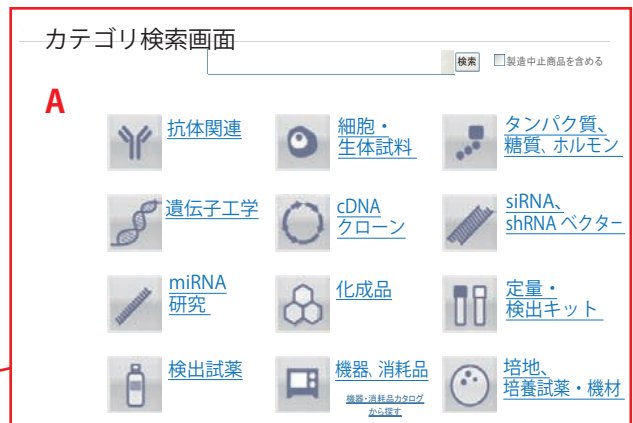 カテゴリ検索画面
検索 製造中止商品を含める
A
抗体関連
細胞・
生体試料
タンパク質、
糖質、ホルモン
遺伝子工学
cDNA
クローン
siRNA、
shRNAベクター
miRNA
研究
化成品
定量・
検出キット
検出試薬
機器、消耗品
機器・消耗品カタログ
から探す
培地、
培養試薬・機材